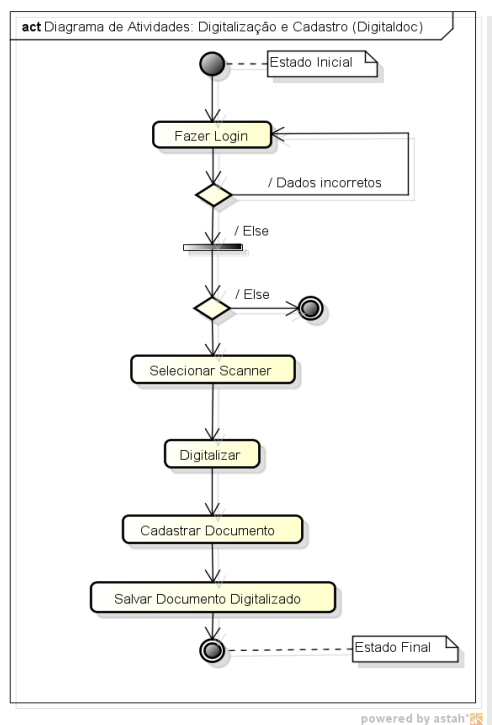 act Diagrama de Atividades: Digitalização e Cadastro (Digitaldoc)
Estado Inicial
Fazer Login
/ Dados incorretos
/ Else
/ Else
Selecionar Scanner
Digitalizar
Cadastrar Documento
Salvar Documento Digitalizado
Estado Final
powered by astah*